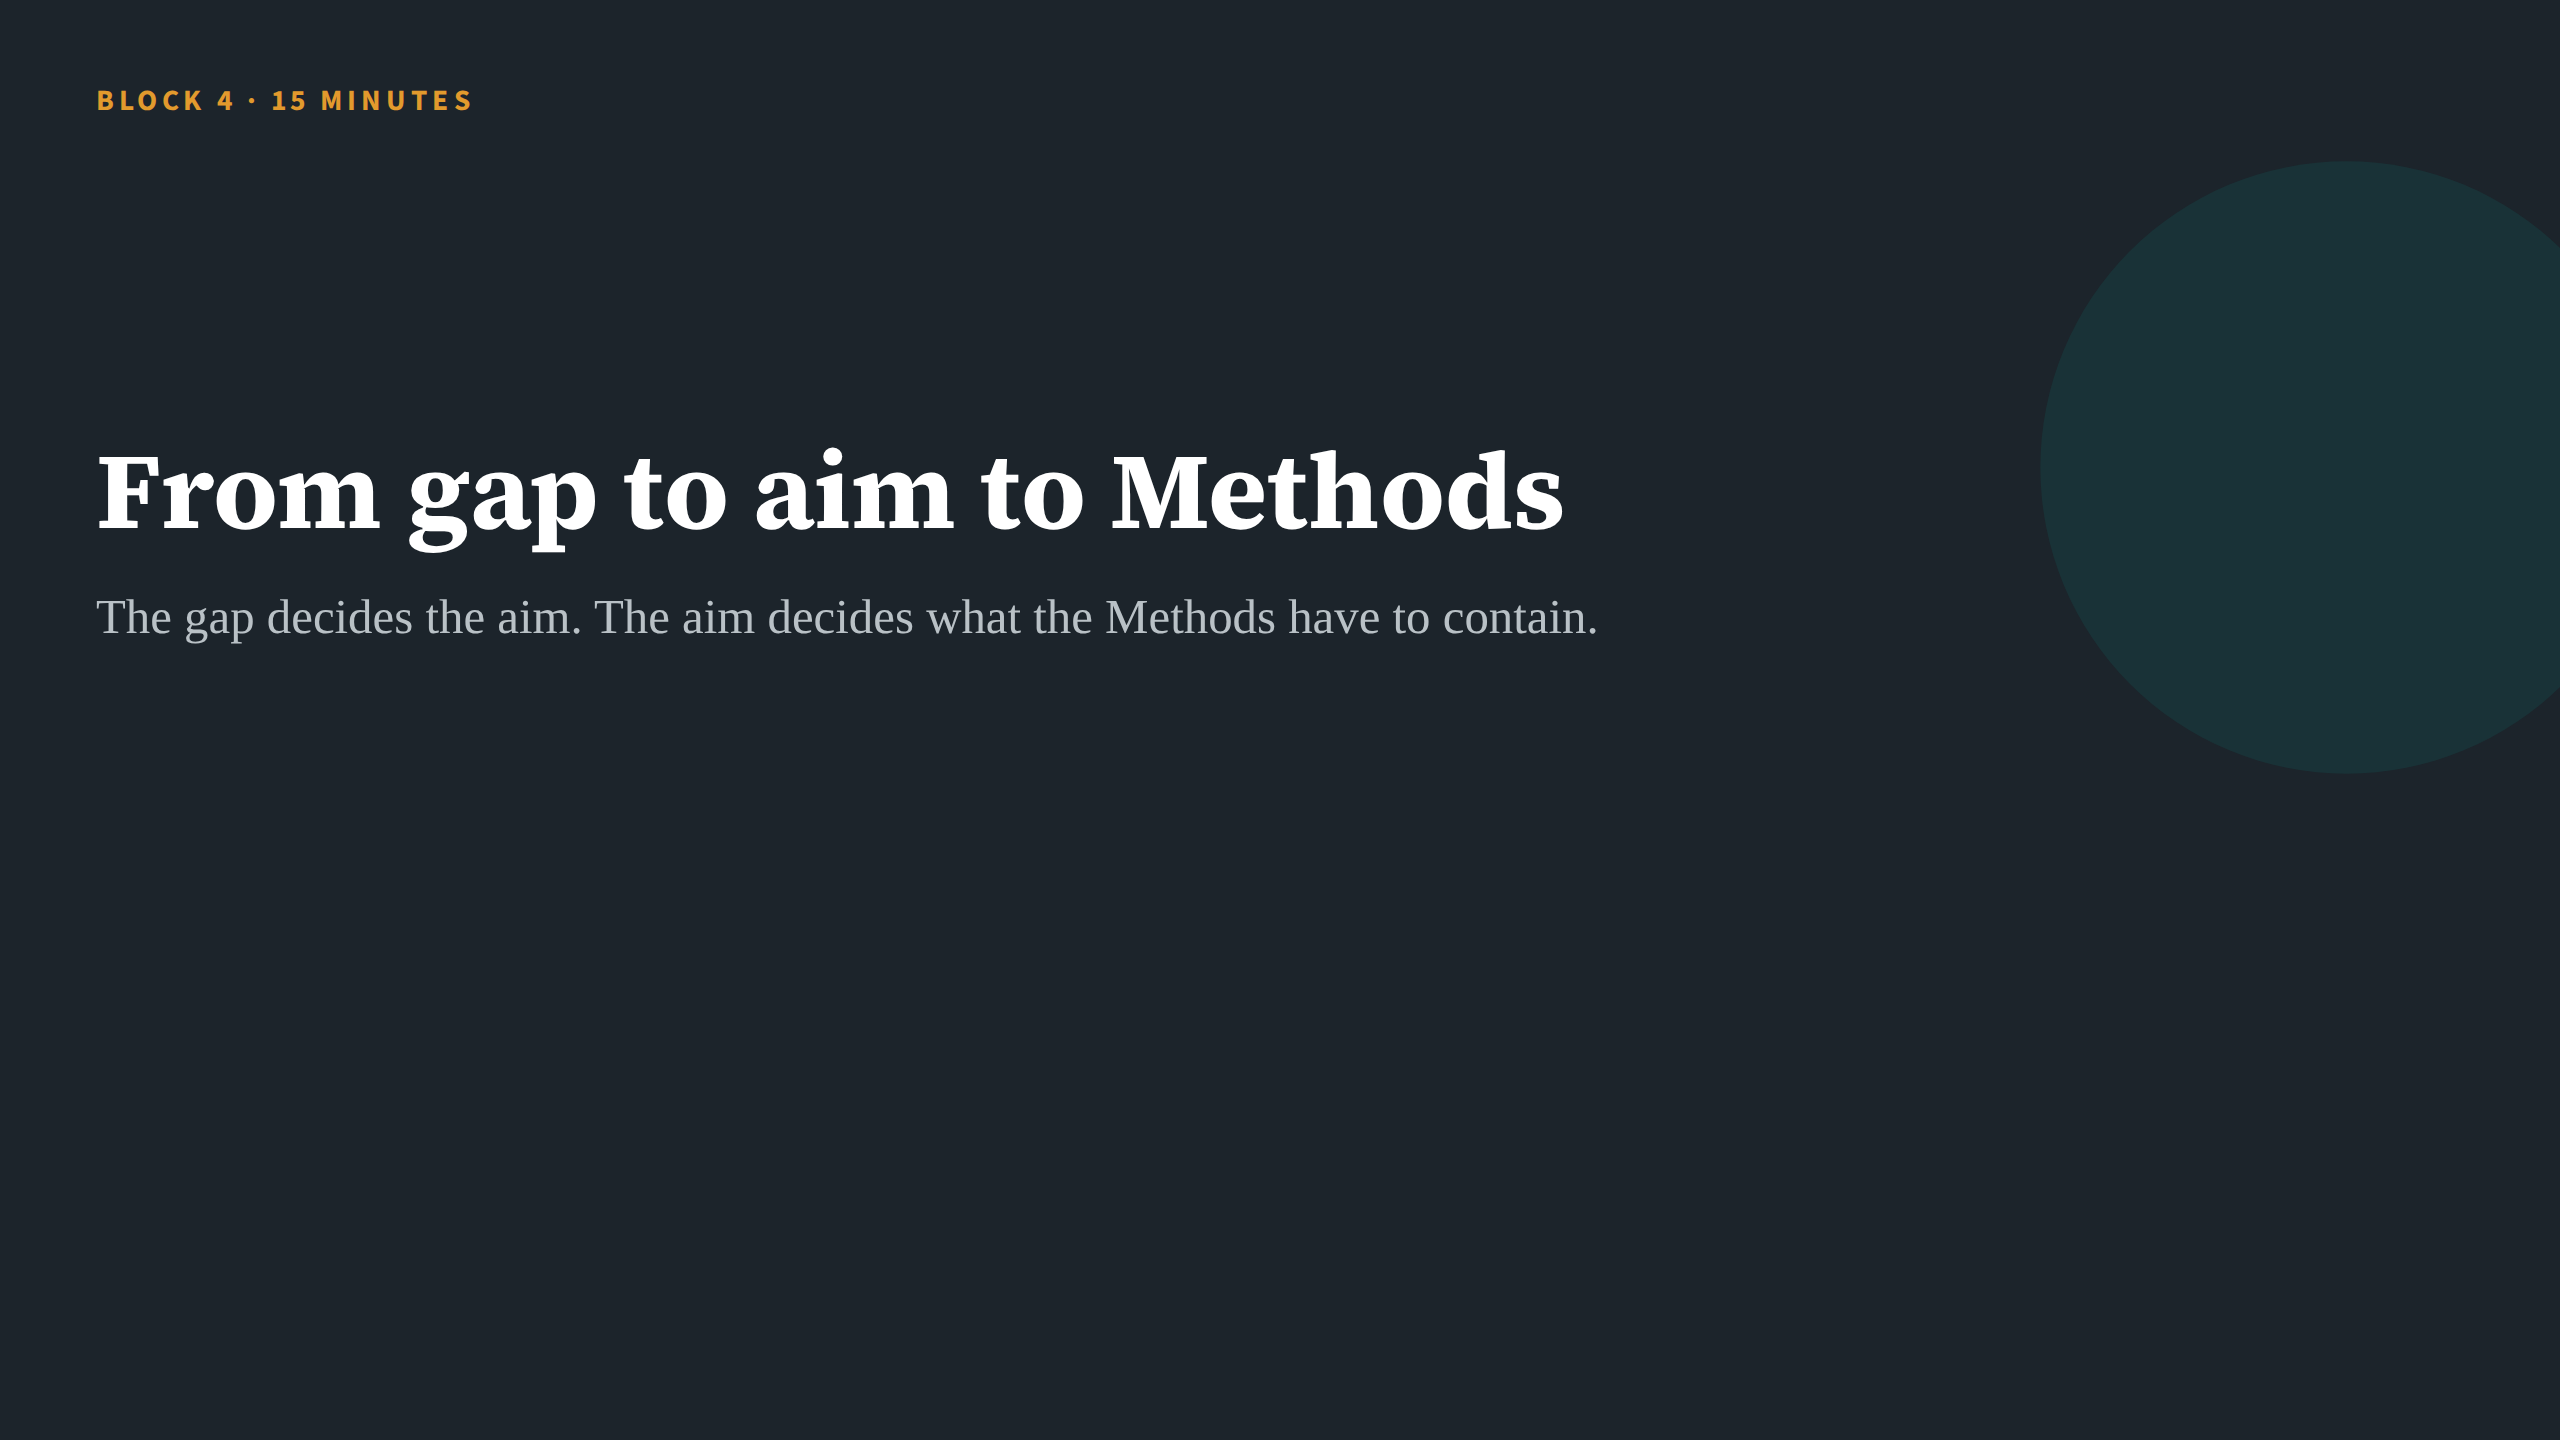 BLOCK 4 · 15 MINUTES
From gap to aim to Methods
The gap decides the aim. The aim decides what the Methods have to contain.